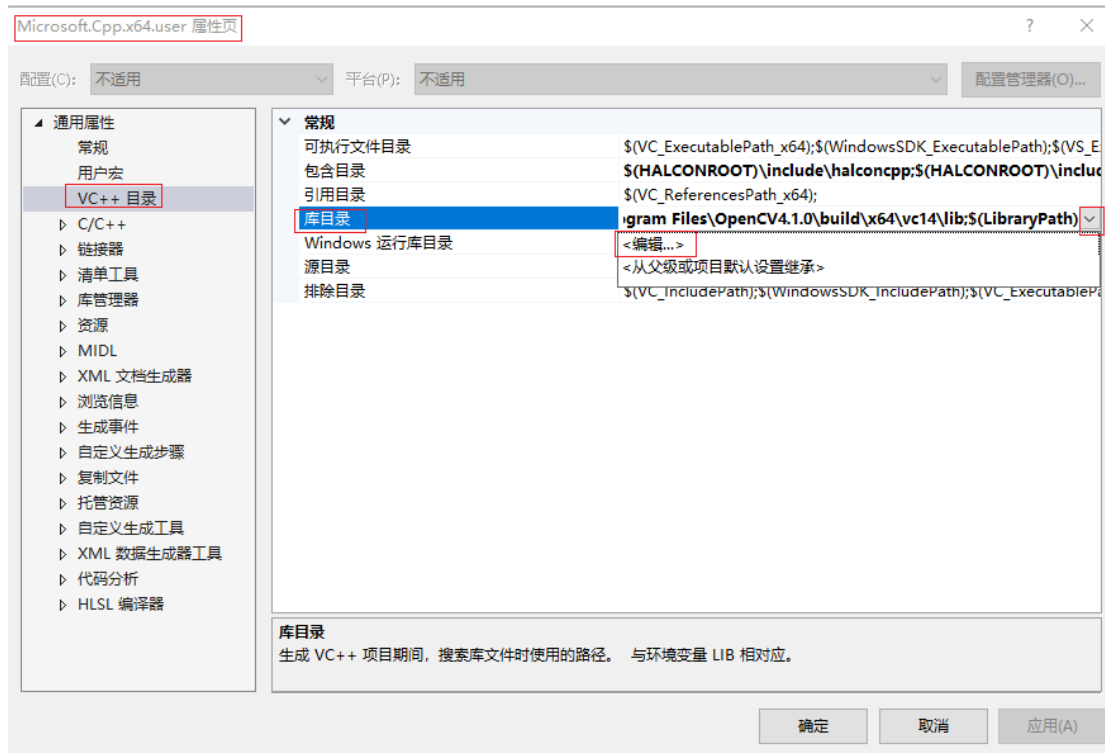 Microsoft.Cpp.x64.user 属性页
配置(C): 不适用 平台(P): 不适用 配置管理器(O)...
通用属性
常规
用户宏
VC++ 目录
C/C++
链接器
清单工具
库管理器
资源
MIDL
XML 文档生成器
浏览信息
生成事件
自定义生成步骤
复制文件
托管资源
自定义生成工具
XML 数据生成器工具
代码分析
HLSL 编译器
常规
可执行文件目录 $(VC_ExecutablePath_x64);$(WindowsSDK_ExecutablePath);$(VS_E
包含目录 $(HALCONROOT)\include\halconcpp;$(HALCONROOT)\includ
引用目录 $(VC_ReferencesPath_x64);
库目录 gram Files\OpenCV4.1.0\build\x64\vc14\lib;$(LibraryPath)
Windows 运行库目录 <编辑...>
源目录 <从父级或项目默认设置继承>
排除目录 $(VC_IncludePath);$(WindowsSDK_IncludePath);$(VC_ExecutablePa
库目录
生成 VC++ 项目期间，搜索库文件时使用的路径。 与环境变量 LIB 相对应。
确定 取消 应用(A)